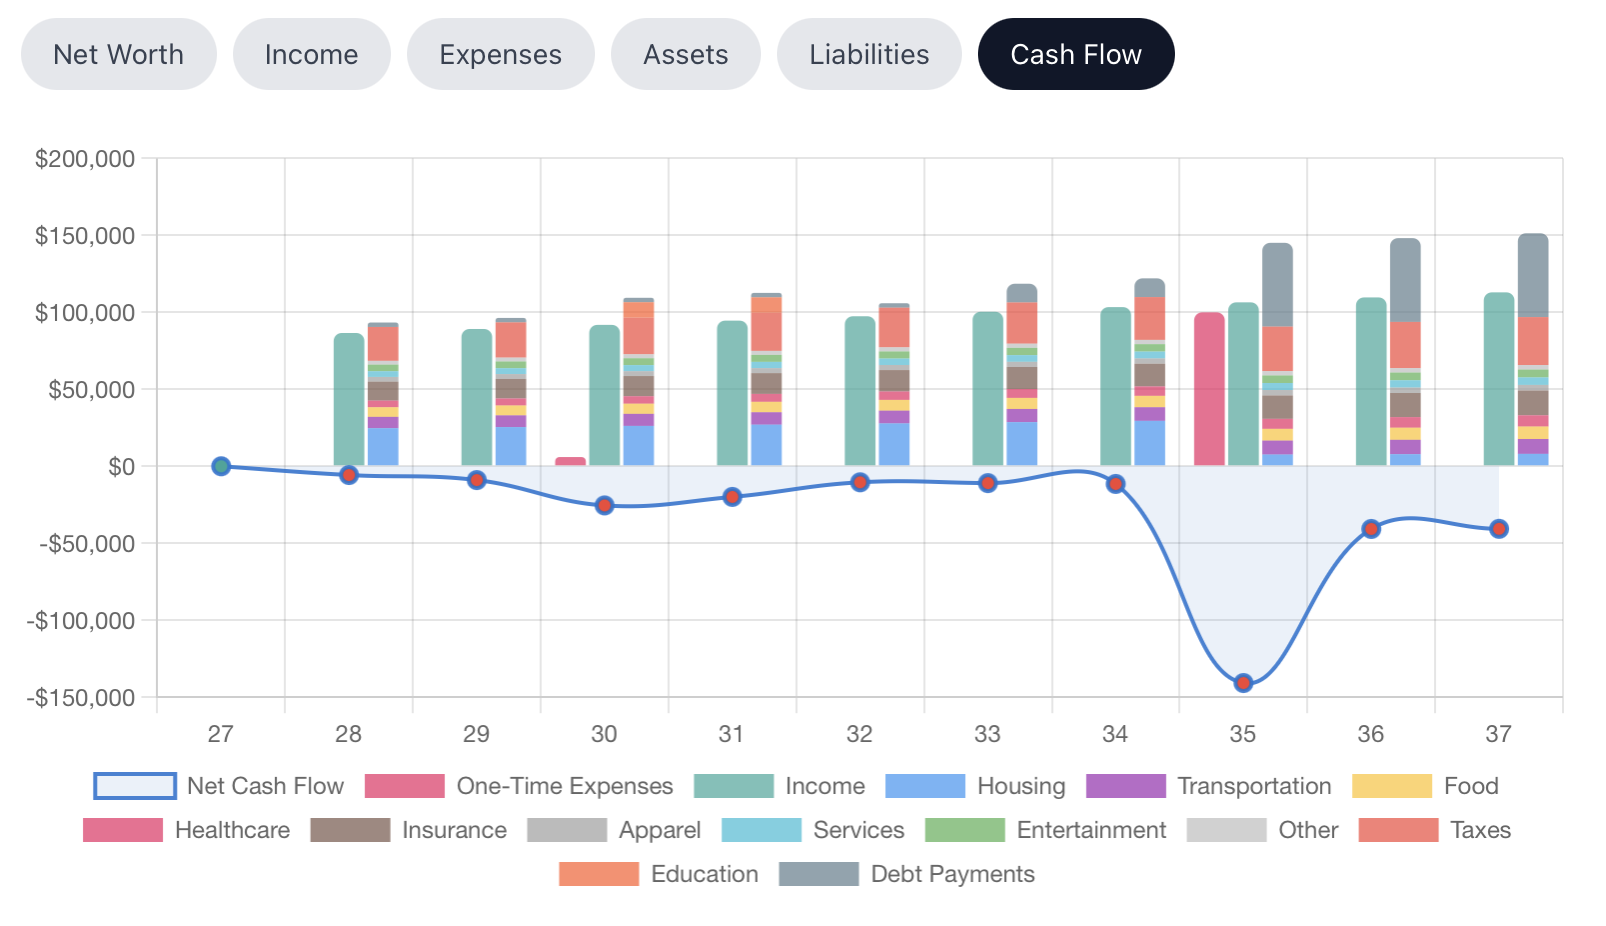 Net Worth Income Expenses Assets Liabilities Cash Flow
$200,000
$150,000
$100,000
$50,000
$0
-$50,000
-$100,000
-$150,000
27 28 29 30 31 32 33 34 35 36 37
Net Cash Flow One-Time Expenses Income Housing Transportation Food
Healthcare Insurance Apparel Services Entertainment Other Taxes
Education Debt Payments